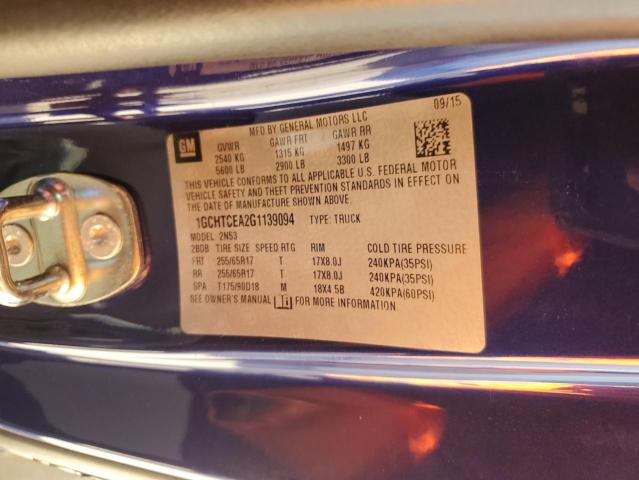 09/15
GM MFD BY GENERAL MOTORS LLC
GVWR GAWR FRT GAWR RR
2540 KG 1315 KG 1497 KG
5600 LB 2900 LB 3300 LB
THIS VEHICLE CONFORMS TO ALL APPLICABLE U.S. FEDERAL MOTOR
VEHICLE SAFETY AND THEFT PREVENTION STANDARDS IN EFFECT ON
THE DATE OF MANUFACTURE SHOWN ABOVE.
1GCHTCEA2G1139094 TYPE: TRUCK
MODEL: 2N53
2BDB TIRE SIZE SPEED RTG RIM COLD TIRE PRESSURE
FRT 255/65R17 T 17X8.0J 240KPA(35PSI)
RR 255/65R17 T 17X8.0J 240KPA(35PSI)
SPA T175/90D18 M 18X4.5B 420KPA(60PSI)
SEE OWNER'S MANUAL FOR MORE INFORMATION.